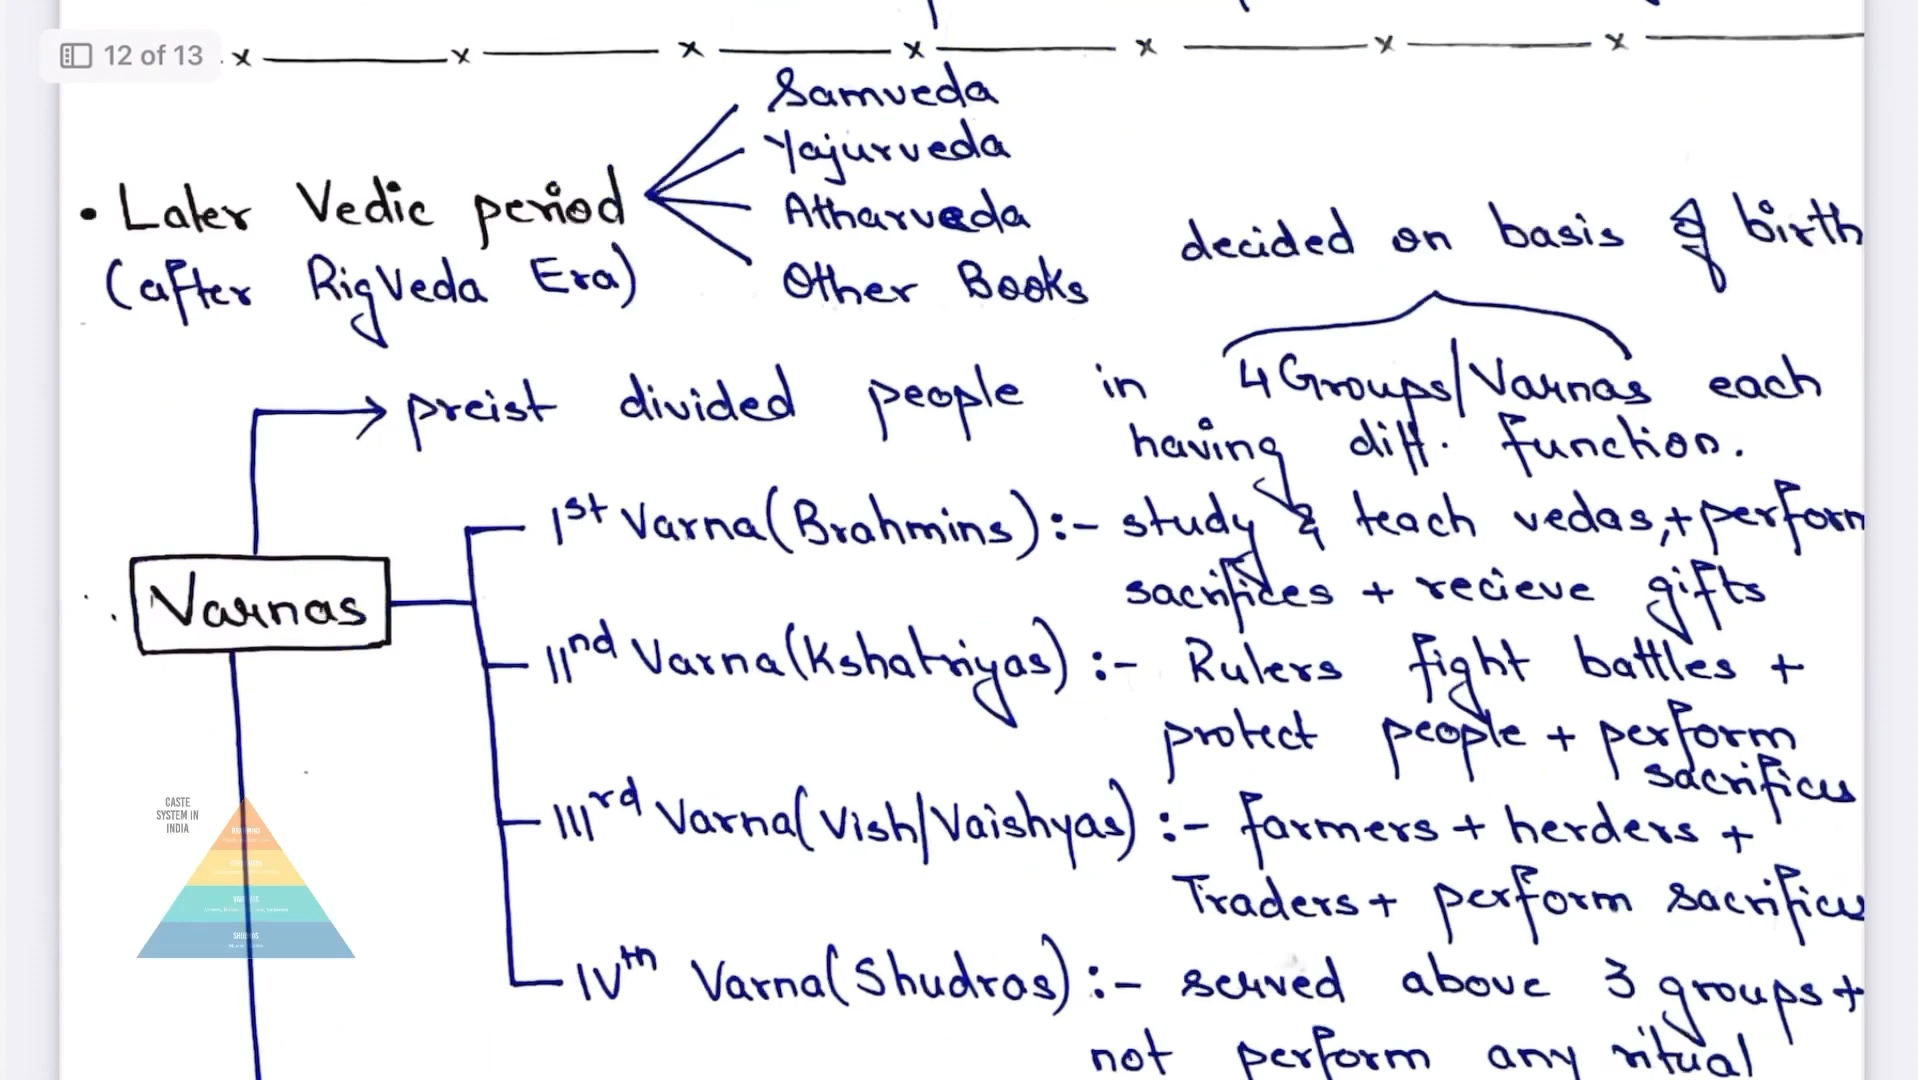 12 of 13
x x x x x x x
Samveda
Yajurveda
• Later Vedic period
Atharveda
(after RigVeda Era)
Other Books
decided on basis of birth
preist divided people in 4 Groups/Varnas each
having diff. function.
Ist Varna (Brahmins) :- study & teach vedas, + perform
sacrifices + recieve gifts
Varnas
IInd Varna (Kshatriyas) :- Rulers fight battles +
protect people + perform
sacrifices
IIIrd Varna (Vish/Vaishyas) :- farmers + herders +
Traders + perform sacrifices
IVth Varna (Shudras) :- served above 3 groups +
not perform any ritual
CASTE
SYSTEM IN
INDIA